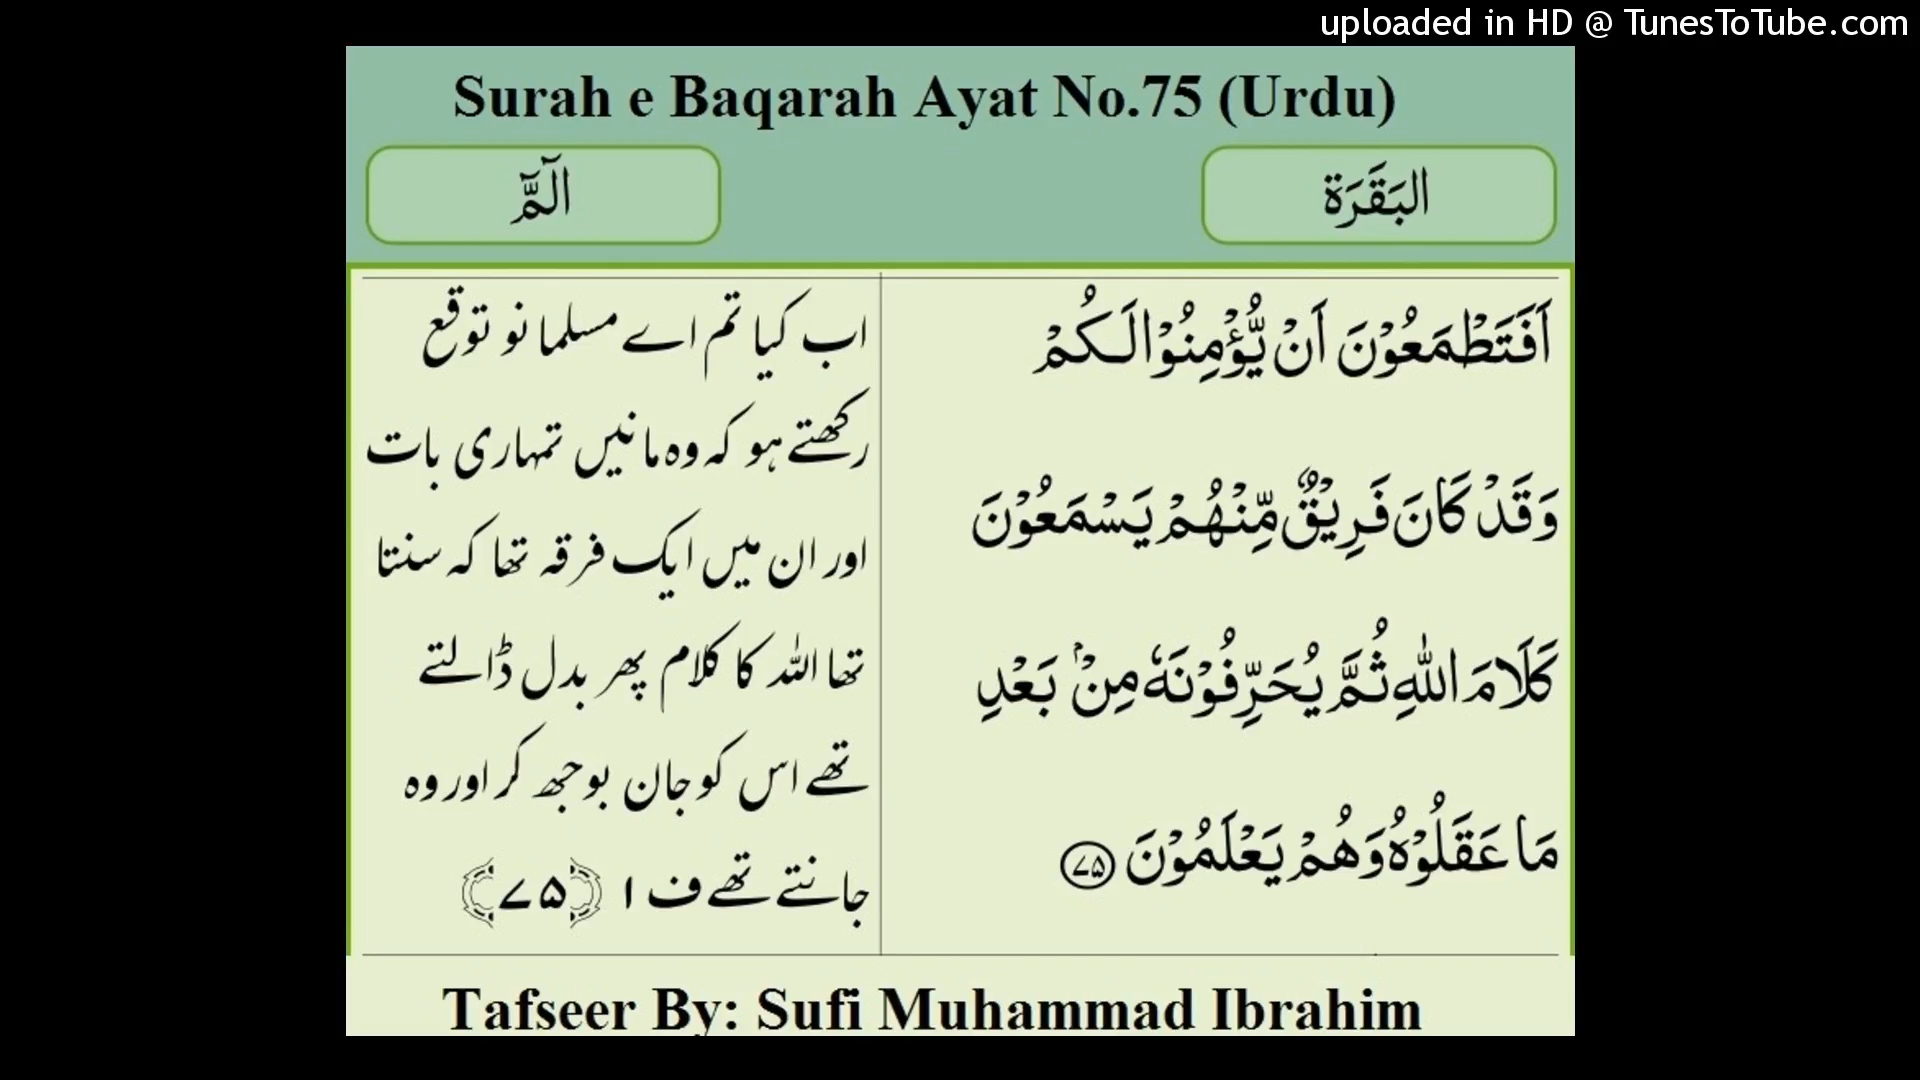 uploaded in HD @ TunesToTube.com
Surah e Baqarah Ayat No.75 (Urdu)
البَقَرَة
الٓمّٓ
اَفَتَطْمَعُوْنَ اَنْ يُّؤْمِنُوْا لَـكُمْ
وَقَدْ كَانَ فَرِيْقٌ مِّنْهُمْ يَسْمَعُوْنَ
كَلَامَ اللّٰهِ ثُمَّ يُحَرِّفُوْنَهٗ مِنْۢ بَعْدِ
مَا عَقَلُوْهُ وَهُمْ يَعْلَمُوْنَ ۷۵
اب کیا تم اے مسلمانو توقع
رکھتے ہو کہ وہ مانیں تمہاری بات
اور ان میں ایک فرقہ تھا کہ سنتا
تھا اللہ کا کلام پھر بدل ڈالتے
تھے اس کو جان بوجھ کر اور وہ
جانتے تھے ف ۱ ﴿۷۵﴾
Tafseer By: Sufi Muhammad Ibrahim